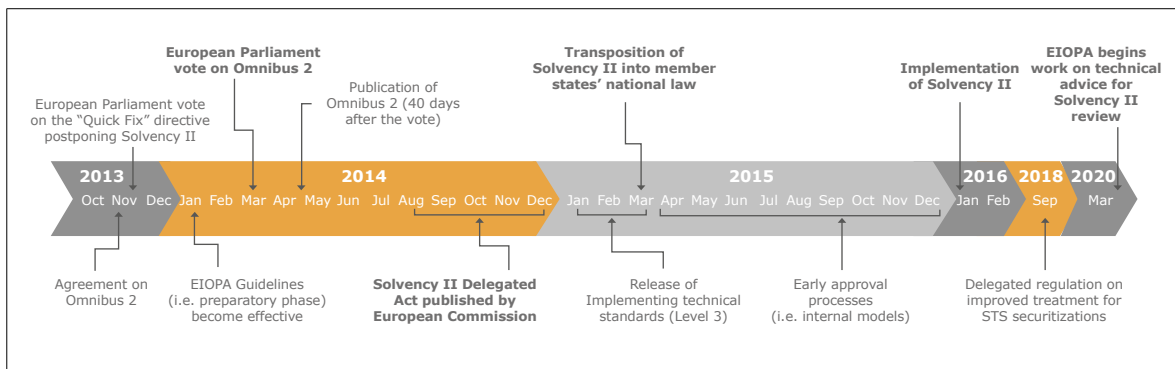 European Parliament
vote on Omnibus 2
Transposition of
Solvency II into member
states’ national law
Implementation
of Solvency II
EIOPA begins
work on technical
advice for
Solvency II
review
European Parliament vote
on the “Quick Fix” directive
postponing Solvency II
Publication of
Omnibus 2 (40 days
after the vote)
2013 2014 2015 2016 2018 2020
Oct Nov Dec Jan Feb Mar Apr May Jun Jul Aug Sep Oct Nov Dec Jan Feb Mar Apr May Jun Jul Aug Sep Oct Nov Dec Jan Feb Sep Mar
Agreement on
Omnibus 2
EIOPA Guidelines
(i.e. preparatory phase)
become effective
Solvency II Delegated
Act published by
European Commission
Release of
Implementing technical
standards (Level 3)
Early approval
processes
(i.e. internal models)
Delegated regulation on
improved treatment for
STS securitizations